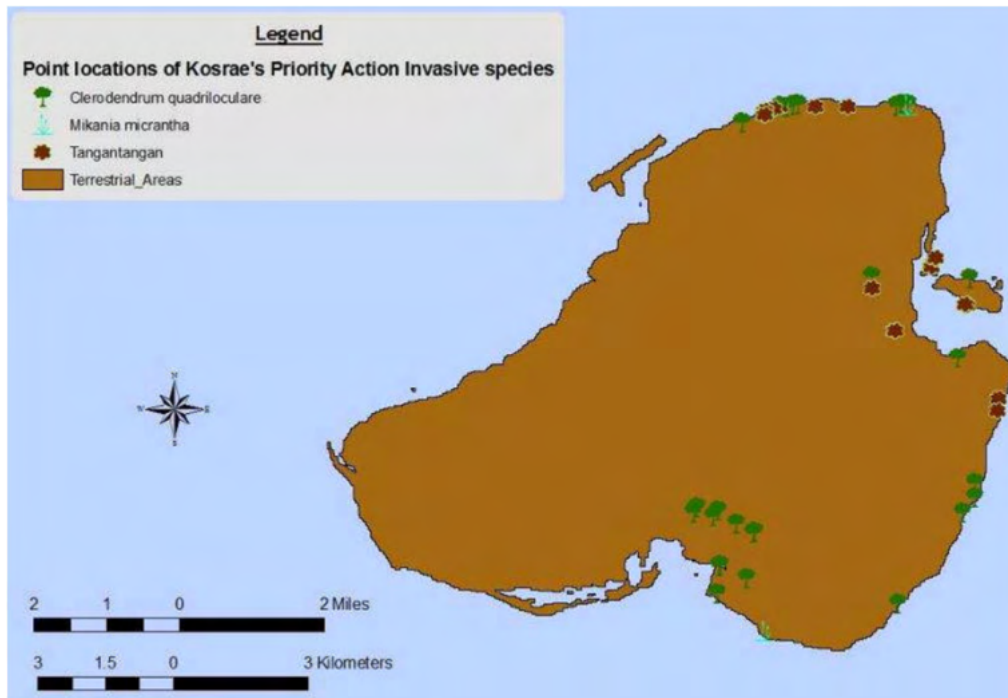 Legend
Point locations of Kosrae's Priority Action Invasive species
Clerodendrum quadriloculare
Mikania micrantha
Tangantangan
Terrestrial_Areas
N
W E
S
2 1 0 2 Miles
3 1.5 0 3 Kilometers